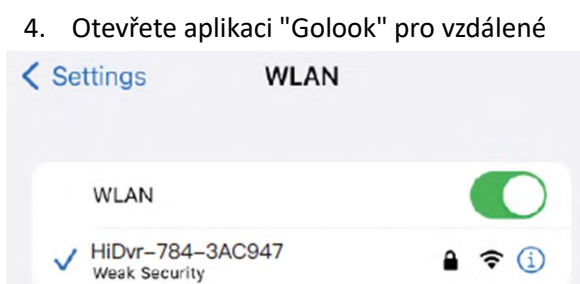 4. Otevřete aplikaci "Golook" pro vzdálené
Settings WLAN
WLAN
HiDvr-784-3AC947
Weak Security